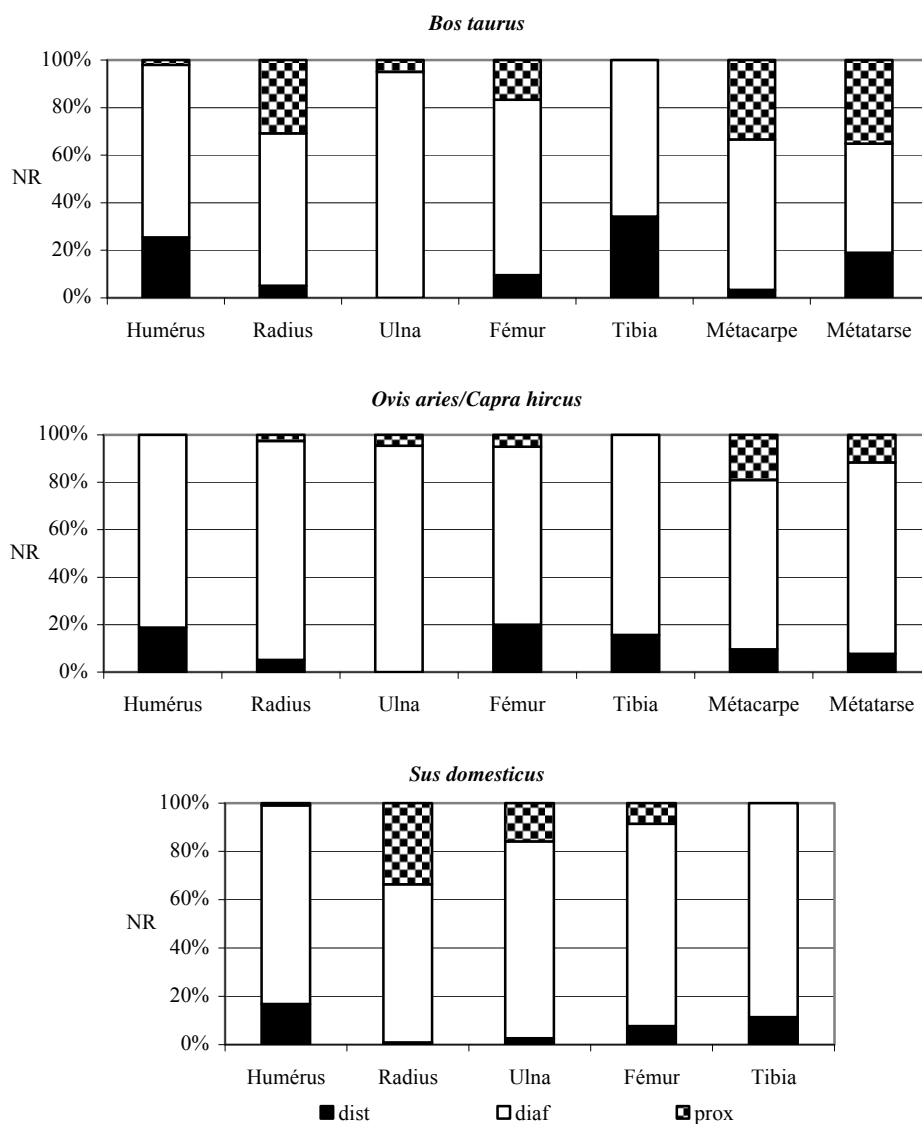 Bos taurus
100%
80%
60%
NR
40%
20%
0%
Humérus Radius Ulna Fémur Tibia Métacarpe Métatarse
Ovis aries/Capra hircus
100%
80%
60%
NR
40%
20%
0%
Humérus Radius Ulna Fémur Tibia Métacarpe Métatarse
Sus domesticus
100%
80%
60%
NR
40%
20%
0%
Humérus Radius Ulna Fémur Tibia
dist diaf prox